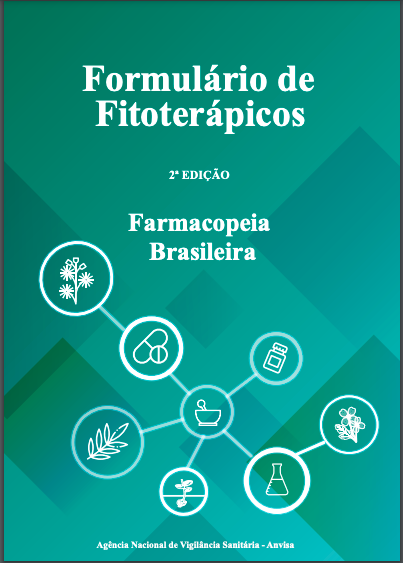 Formulário de
Fitoterápicos
2ª EDIÇÃO
Farmacopeia
Brasileira
Agência Nacional de Vigilância Sanitária - Anvisa